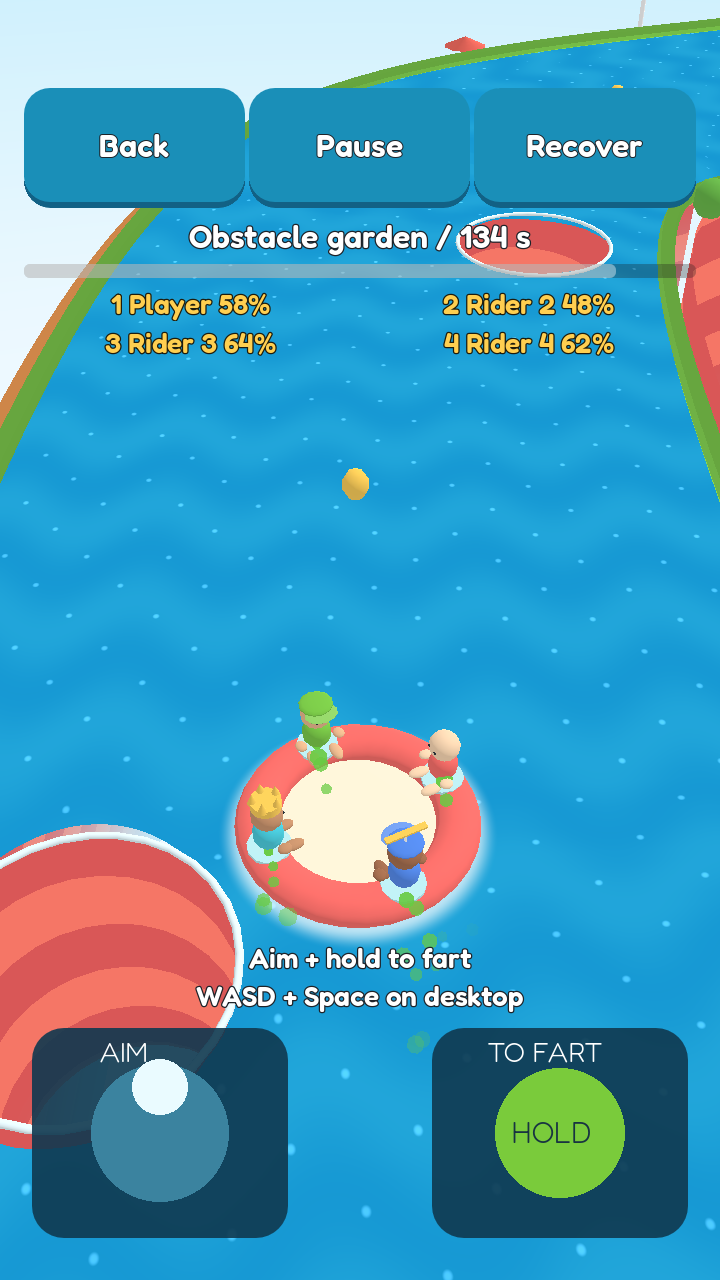 Back Pause Recover
Obstacle garden / 134 s
1 Player 58% 2 Rider 2 48%
3 Rider 3 64% 4 Rider 4 62%
Aim + hold to fart
WASD + Space on desktop
AIM TO FART
HOLD